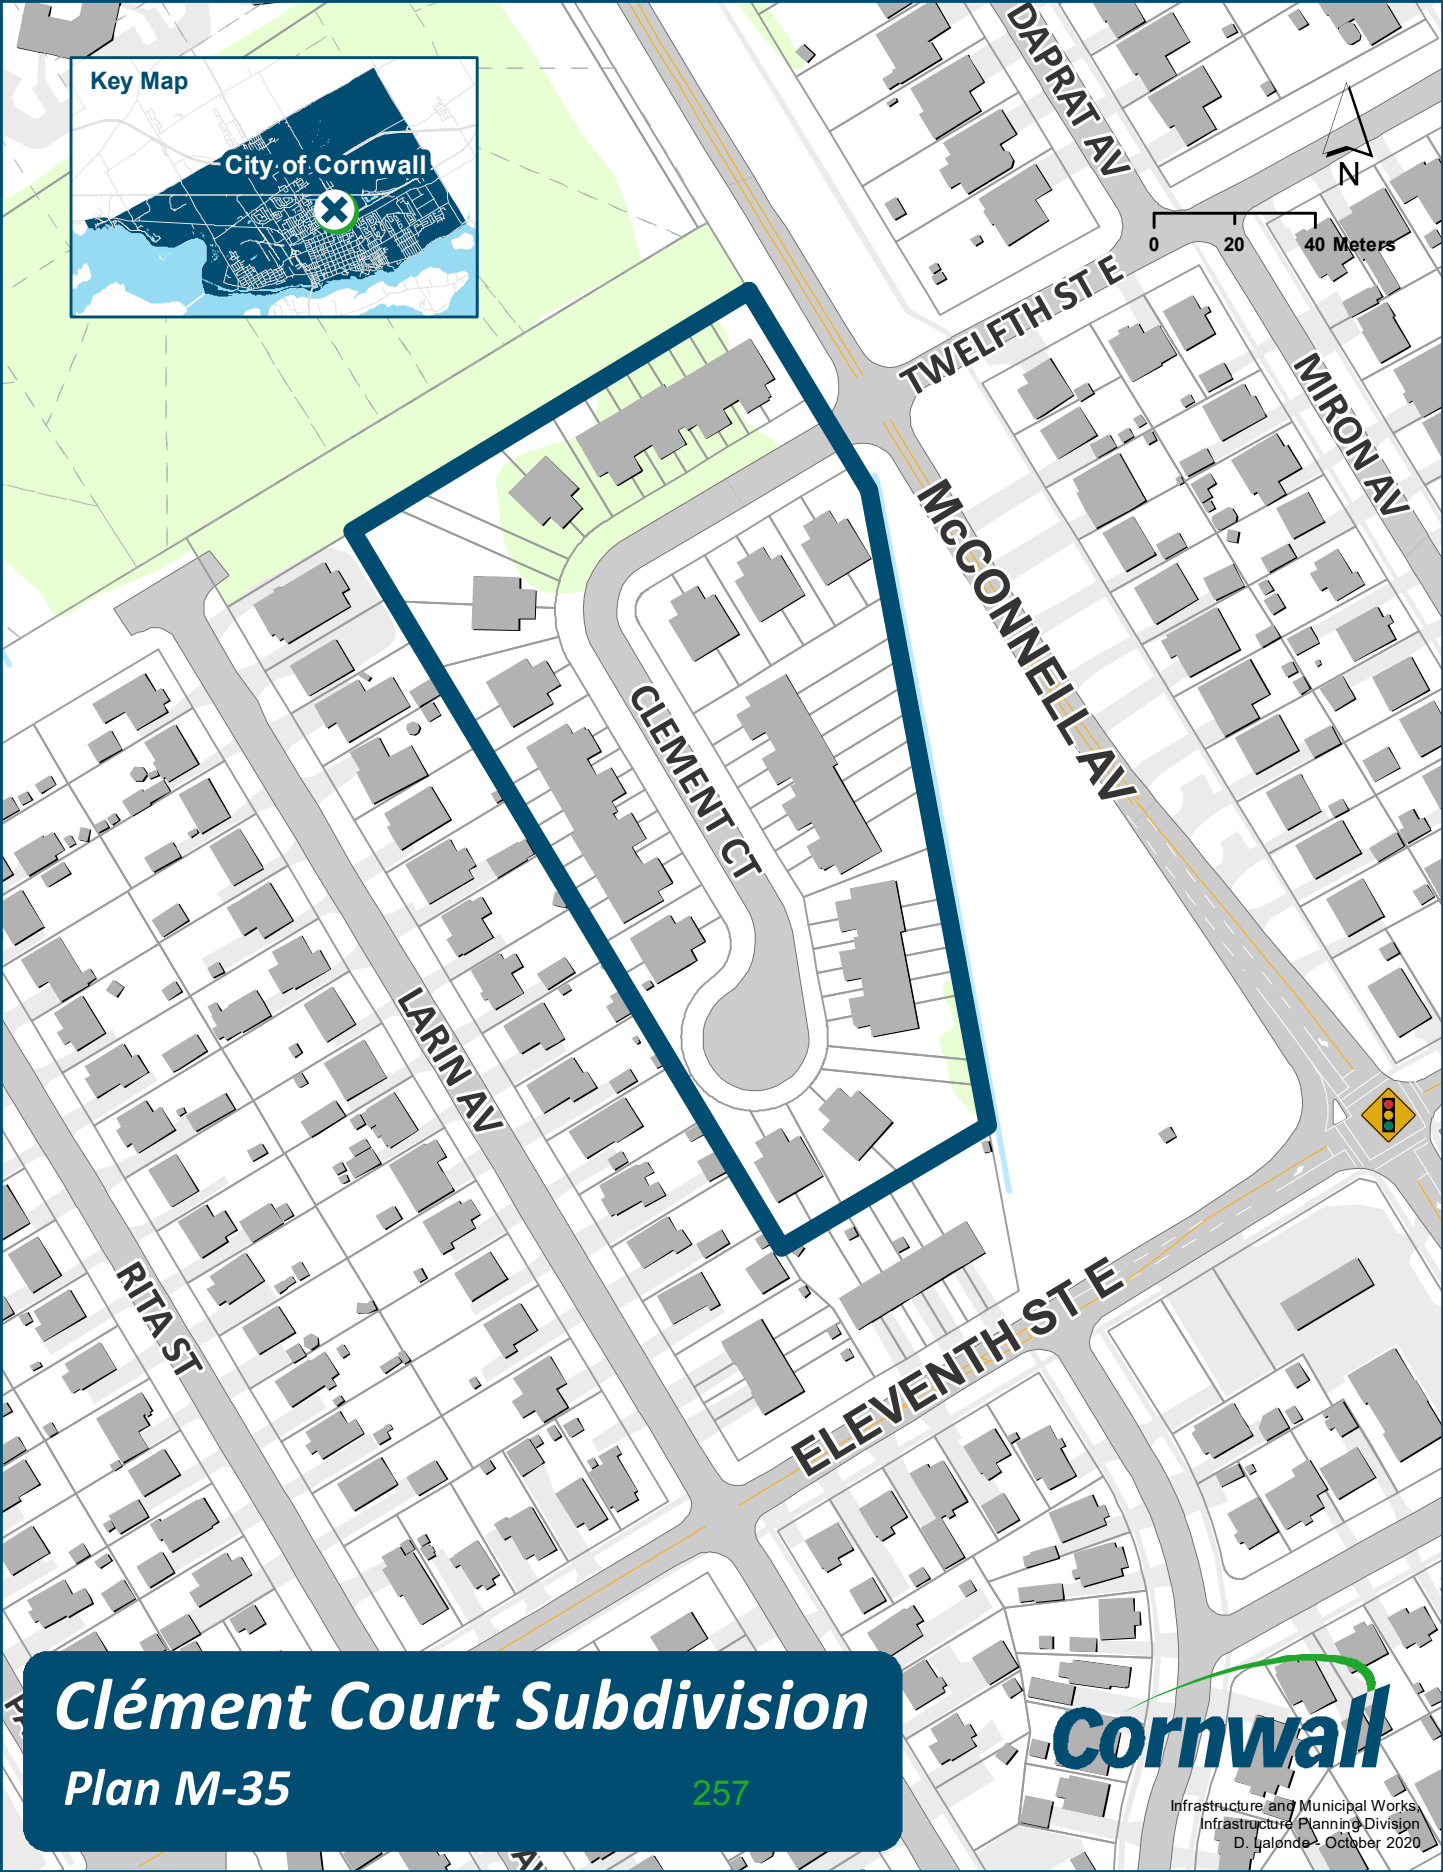 Key Map
City of Cornwall
DAPRAT AV
N
0 20 40 Meters
TWELFTH ST E
MIRON AV
McCONNELL AV
CLEMENT CT
LARIN AV
RITA ST
ELEVENTH ST E
AV
Clément Court Subdivision
Plan M-35
257
Cornwall
Infrastructure and Municipal Works,
Infrastructure Planning Division
D. Lalonde - October 2020